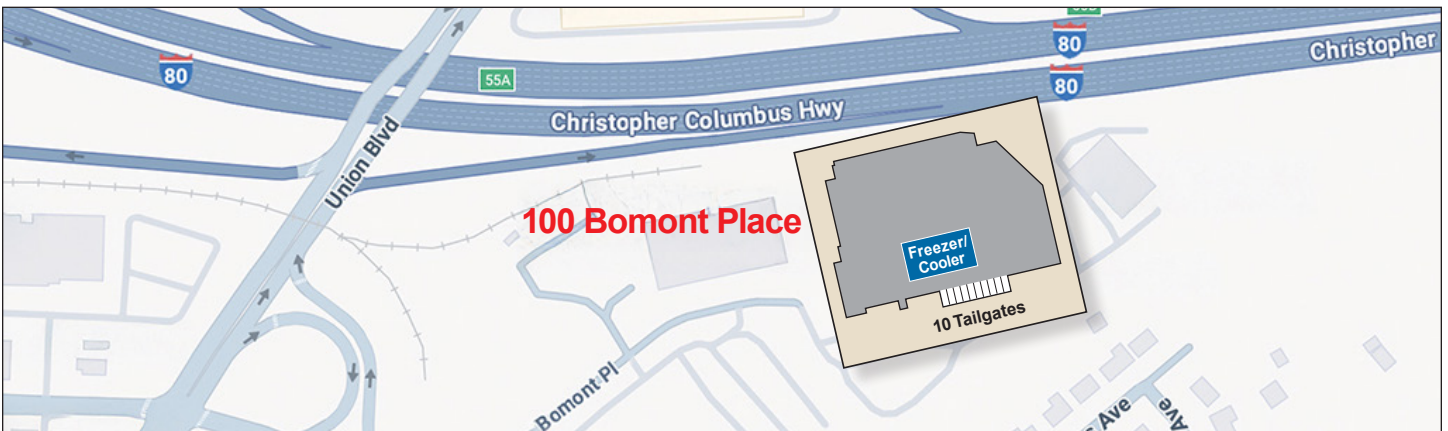 80
Christopher
80
55A
80
Christopher Columbus Hwy
Union Blvd
100 Bomont Place
Freezer/
Cooler
10 Tailgates
Bomont Pl
Ave
Ave